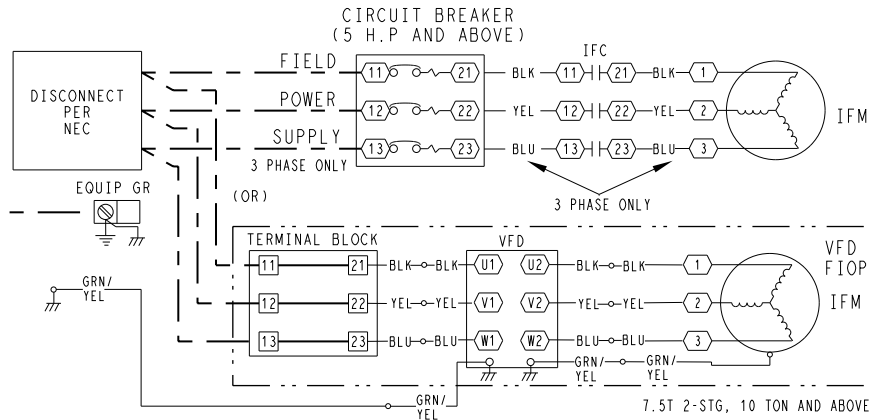 CIRCUIT BREAKER
(5 H.P AND ABOVE)
IFC
FIELD
11 21 BLK 11 21 BLK 1
DISCONNECT
PER
NEC
POWER
12 22 YEL 12 22 YEL 2
IFM
SUPPLY
13 23 BLU 13 23 BLU 3
3 PHASE ONLY
3 PHASE ONLY
EQUIP GR
(OR)
TERMINAL BLOCK
VFD
VFD
FIOP
11 21 BLK BLK U1 U2 BLK BLK 1
GRN/
YEL
12 22 YEL YEL V1 V2 YEL YEL 2
IFM
13 23 BLU BLU W1 W2 BLU BLU 3
GRN/
YEL
GRN/
YEL
GRN/
YEL
7.5T 2-STG, 10 TON AND ABOVE